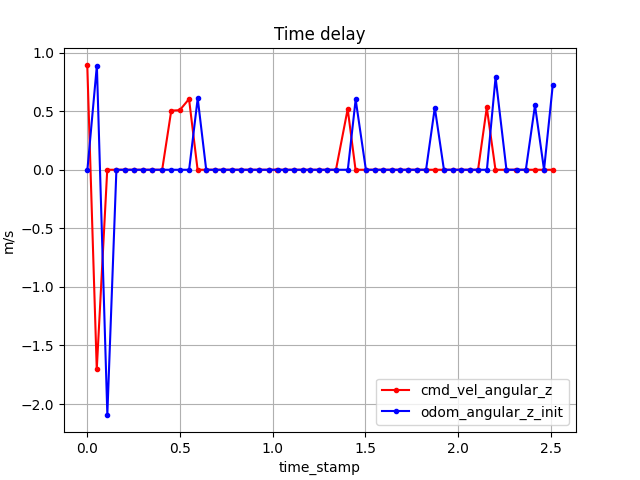 Time delay
1.0
0.5
0.0
−0.5
−1.0
−1.5
−2.0
m/s
0.0
0.5
1.0
1.5
2.0
2.5
time_stamp
cmd_vel_angular_z
odom_angular_z_init